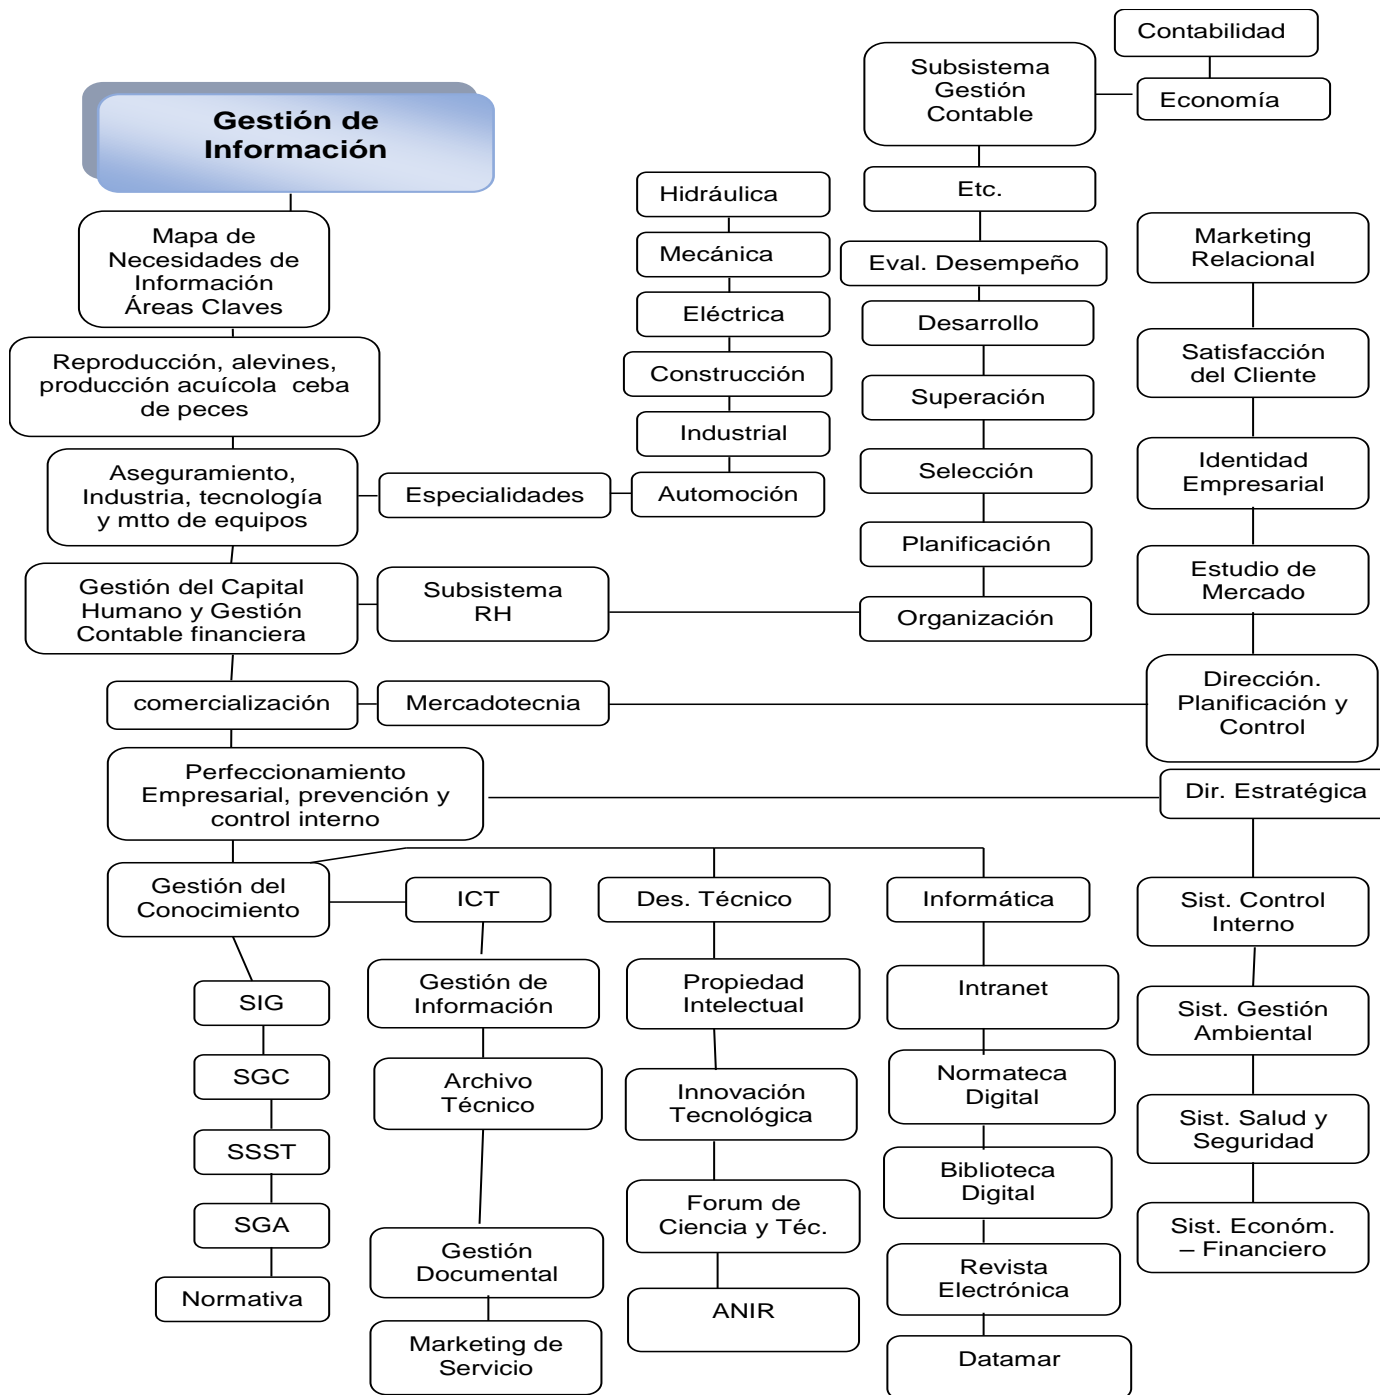 Gestión de
Información
Mapa de
Necesidades de
Información
Áreas Claves
Reproducción, alevines,
producción acuícola ceba
de peces
Aseguramiento,
Industria, tecnología
y mtto de equipos
Gestión del Capital
Humano y Gestión
Contable financiera
comercialización
Perfeccionamiento
Empresarial, prevención y
control interno
Gestión del
Conocimiento
SIG
SGC
SSST
SGA
Normativa
Especialidades
Subsistema
RH
Mercadotecnia
ICT
Gestión de
Información
Archivo
Técnico
Gestión
Documental
Marketing de
Servicio
Hidráulica
Mecánica
Eléctrica
Construcción
Industrial
Automoción
Des. Técnico
Propiedad
Intelectual
Innovación
Tecnológica
Forum de
Ciencia y Téc.
ANIR
Subsistema
Gestión
Contable
Etc.
Eval. Desempeño
Desarrollo
Superación
Selección
Planificación
Organización
Informática
Intranet
Normateca
Digital
Biblioteca
Digital
Revista
Electrónica
Datamar
Contabilidad
Economía
Marketing
Relacional
Satisfacción
del Cliente
Identidad
Empresarial
Estudio de
Mercado
Dirección.
Planificación y
Control
Dir. Estratégica
Sist. Control
Interno
Sist. Gestión
Ambiental
Sist. Salud y
Seguridad
Sist. Económ.
– Financiero